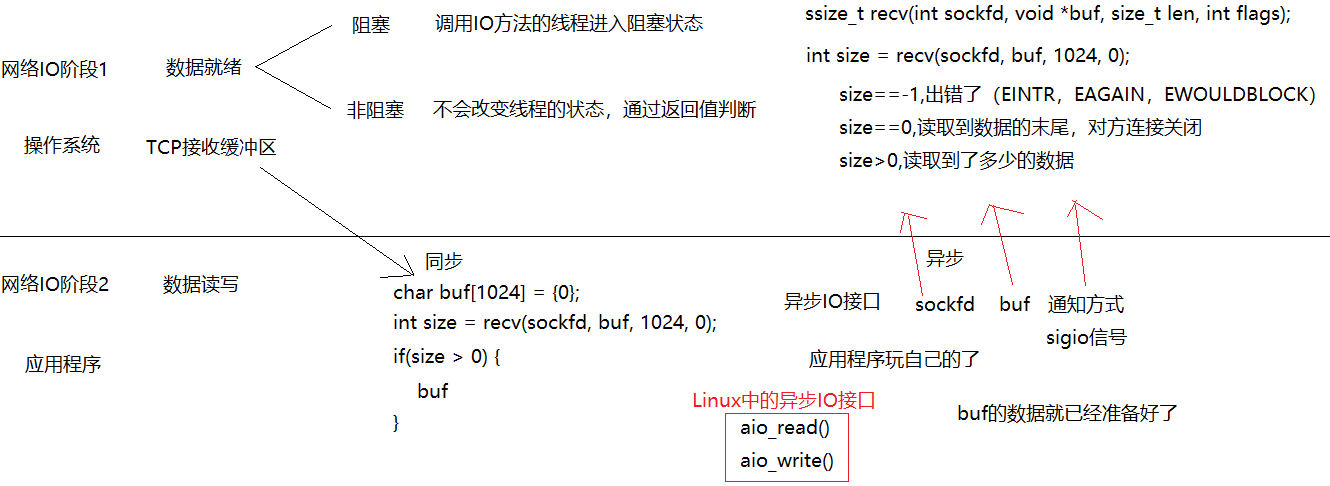 阻塞 调用IO方法的线程进入阻塞状态
网络IO阶段1 数据就绪
非阻塞 不会改变线程的状态，通过返回值判断
操作系统 TCP接收缓冲区
ssize_t recv(int sockfd, void *buf, size_t len, int flags);
int size = recv(sockfd, buf, 1024, 0);
size==-1,出错了（EINTR，EAGAIN，EWOULDBLOCK）
size==0,读取到数据的末尾，对方连接关闭
size>0,读取到了多少的数据
网络IO阶段2 数据读写
应用程序
同步
char buf[1024] = {0};
int size = recv(sockfd, buf, 1024, 0);
if(size > 0) {
buf
}
异步
异步IO接口 sockfd buf 通知方式
sigio信号
应用程序玩自己的了
buf的数据就已经准备好了
Linux中的异步IO接口
aio_read()
aio_write()